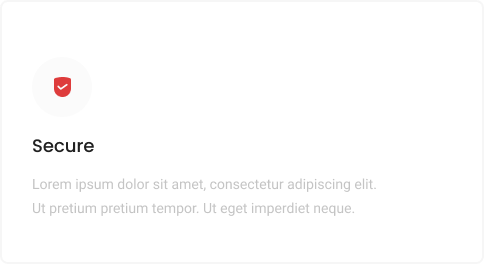 Secure
Lorem ipsum dolor sit amet, consectetur adipiscing elit.
Ut pretium pretium tempor. Ut eget imperdiet neque.